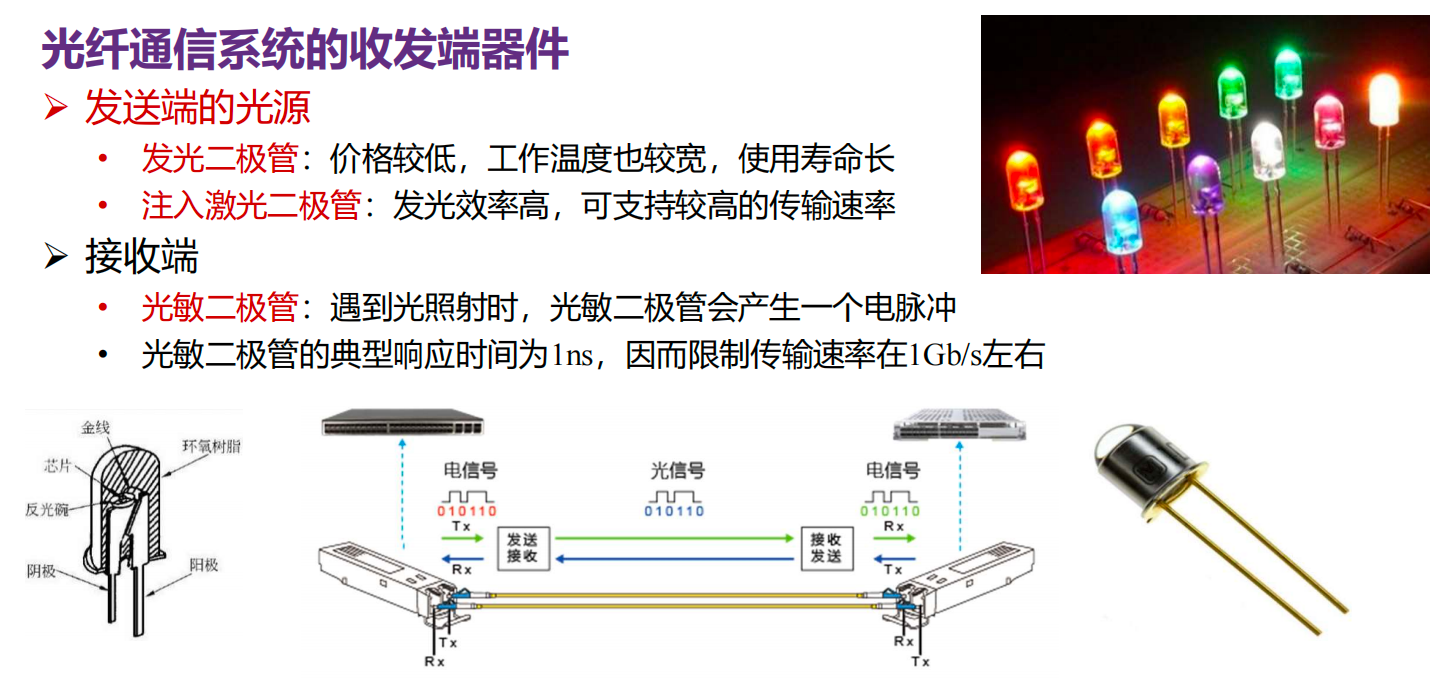 光纤通信系统的收发端器件
➢ 发送端的光源
• 发光二极管：价格较低，工作温度也较宽，使用寿命长
• 注入激光二极管：发光效率高，可支持较高的传输速率
➢ 接收端
• 光敏二极管：遇到光照射时，光敏二极管会产生一个电脉冲
• 光敏二极管的典型响应时间为1ns，因而限制传输速率在1Gb/s左右
金线
环氧树脂
芯片
反光碗
阴极
阳极
电信号
光信号
电信号
010110
010110
010110
Tx
Rx
发送
接收
接收
发送
Rx
Tx
Tx
Rx
Rx
Tx